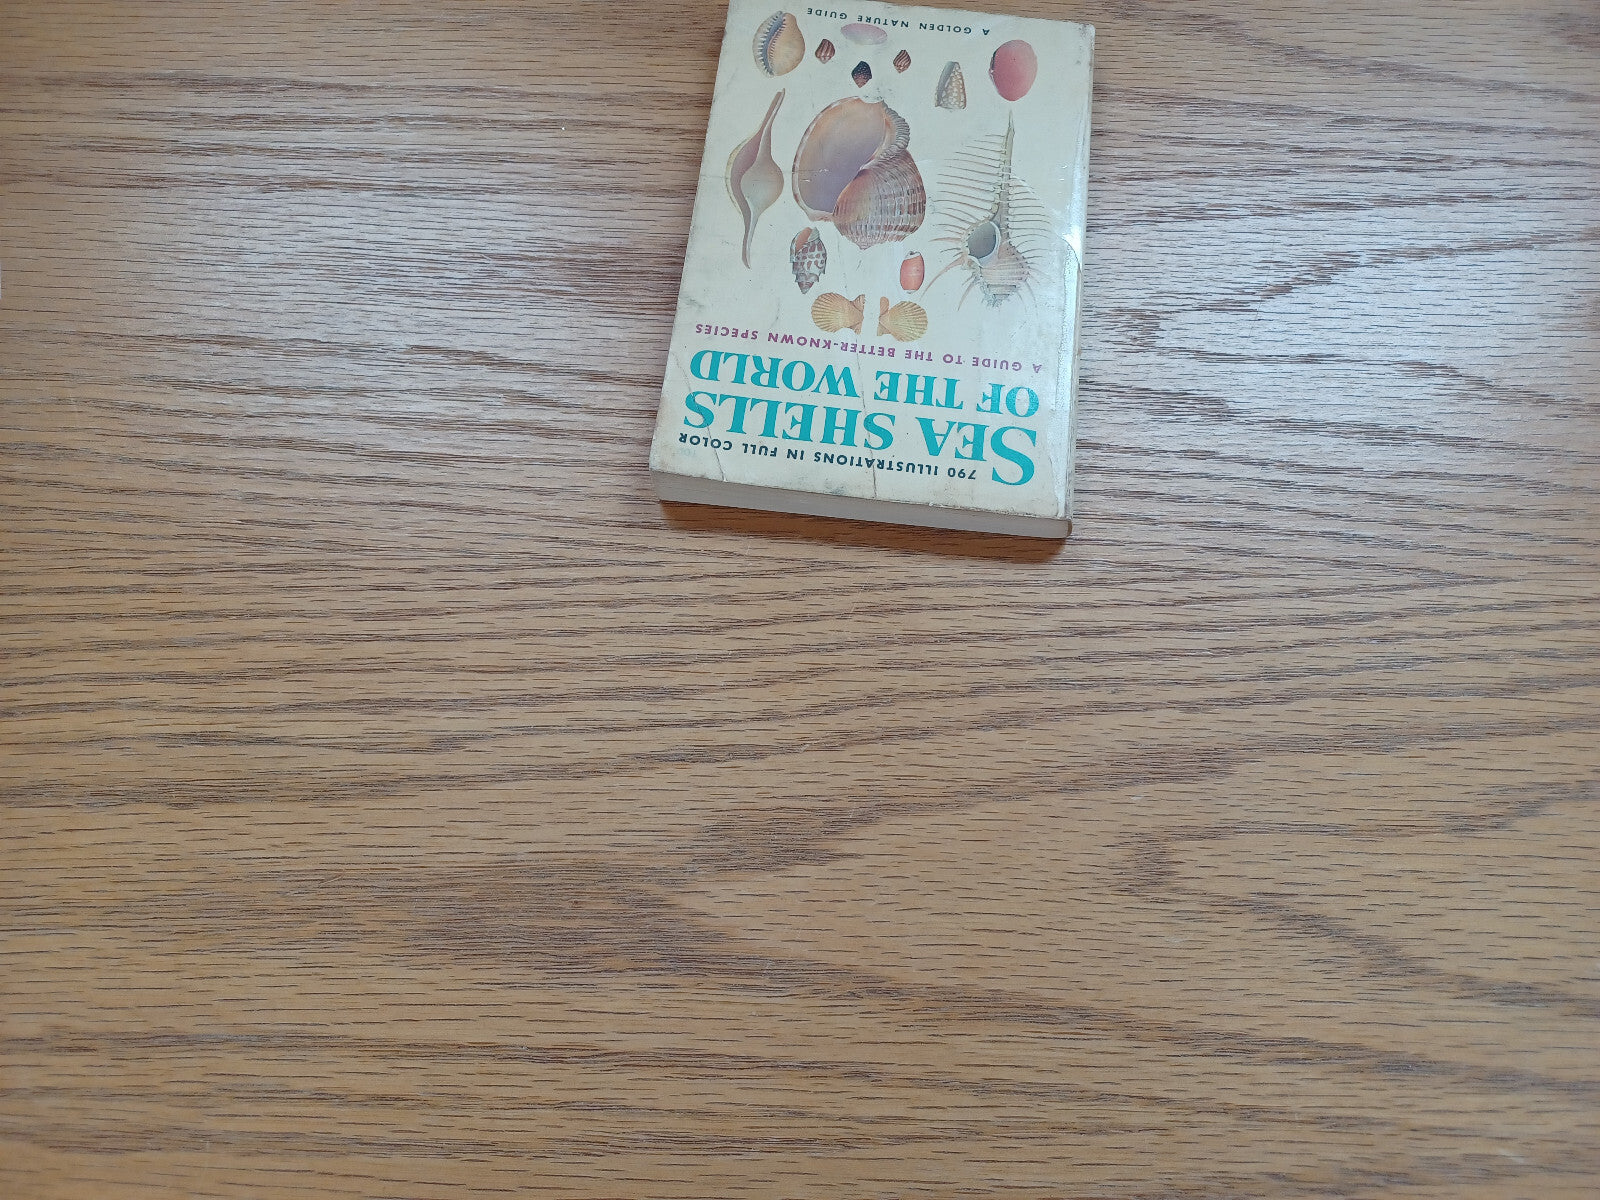 790 ILLUSTRATIONS IN FULL COLOR
SEA SHELLS
OF THE WORLD
A GUIDE TO THE BETTER-KNOWN SPECIES
A GOLDEN NATURE GUIDE